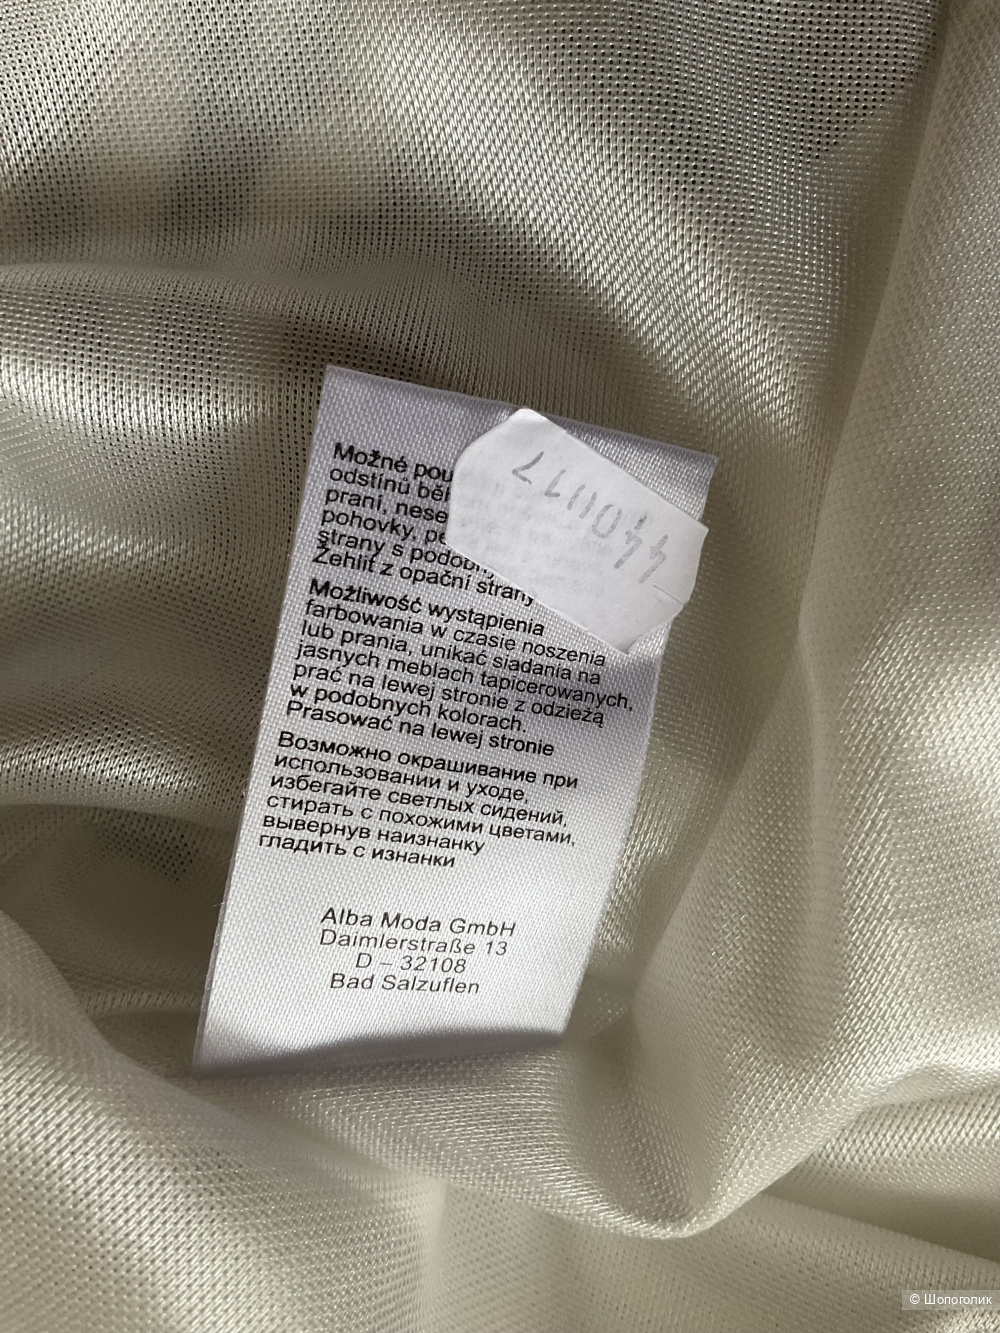 Možné pou
odstínů běh
praní, nese
pohovky, pe
strany s podobný
Žehlit z opační strany
Możliwość wystąpienia
farbowania w czasie noszenia
lub prania, unikać siadania na
jasnych meblach tapicerowanych,
prać na lewej stronie z odzieżą
w podobnych kolorach.
Prasować na lewej stronie
Возможно окрашивание при
использовании и уходе,
избегайте светлых сидений,
стирать с похожими цветами,
вывернув наизнанку
гладить с изнанки
Alba Moda GmbH
Daimlerstraße 13
D – 32108
Bad Salzuflen
© Шопоголик